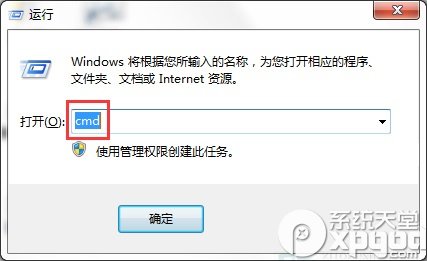 运行
Windows 将根据您所输入的名称，为您打开相应的程序、
文件夹、文档或 Internet 资源。
打开(O):
cmd
使用管理权限创建此任务。
确定
系统天堂